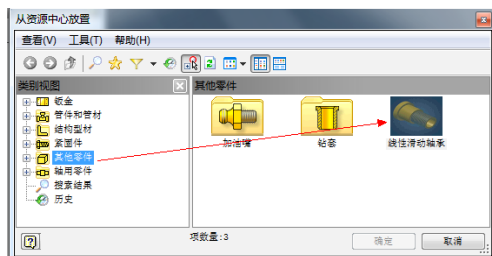 从资源中心放置
查看(V) 工具(T) 帮助(H)
类别视图
其他零件
钣金
管件和管材
结构型材
紧固件
其他零件
轴用零件
搜索结果
历史
加油嘴
钻套
线性滑动轴承
项数量:3
确定
取消